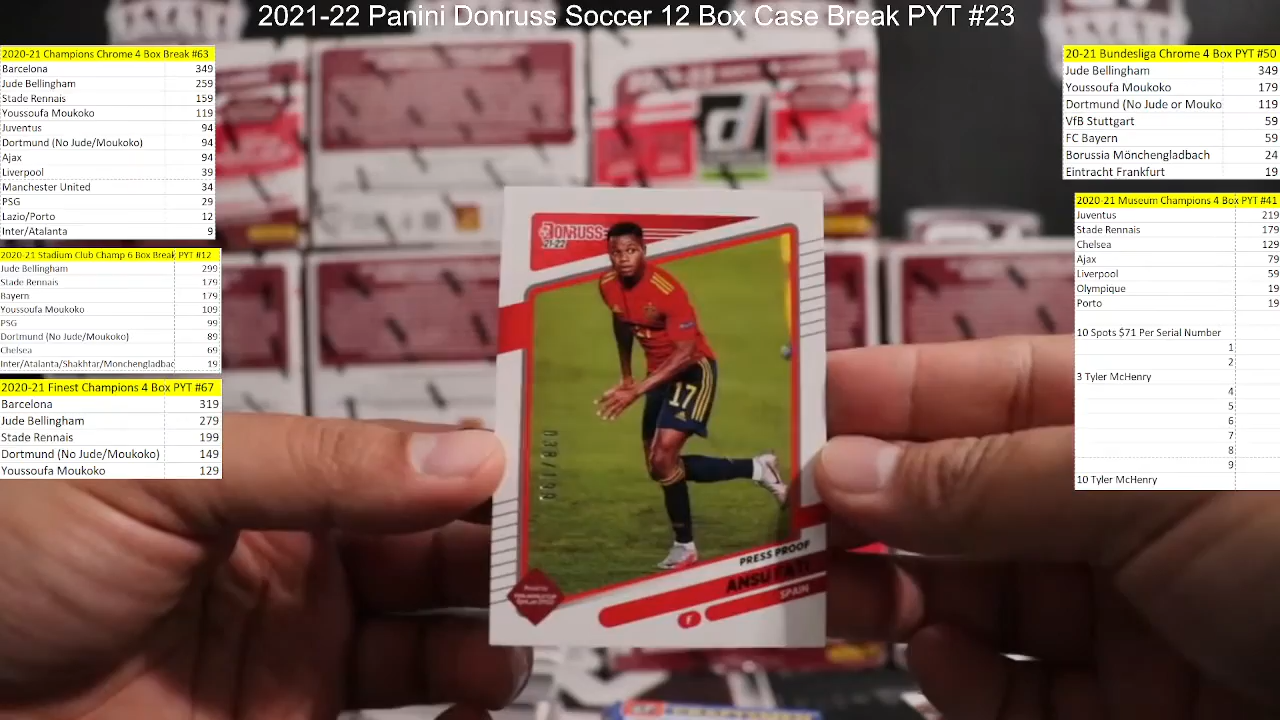 2021-22 Panini Donruss Soccer 12 Box Case Break PYT #23
2020-21 Champions Chrome 4 Box Break #63
Barcelona 349
Jude Bellingham 259
Stade Rennais 159
Youssoufa Moukoko 119
Juventus 94
Dortmund (No Jude/Moukoko) 94
Ajax 94
Liverpool 39
Manchester United 34
PSG 29
Lazio/Porto 12
Inter/Atalanta 9
2020-21 Stadium Club Champ 6 Box Break PYT #12
Jude Bellingham 299
Stade Rennais 179
Bayern 179
Youssoufa Moukoko 109
PSG 99
Dortmund (No Jude/Moukoko) 89
Chelsea 69
Inter/Atalanta/Shakhtar/Monchengladbac 19
2020-21 Finest Champions 4 Box PYT #67
Barcelona 319
Jude Bellingham 279
Stade Rennais 199
Dortmund (No Jude/Moukoko) 149
Youssoufa Moukoko 129
DONRUSS
21-22
17
038/199
PRESS PROOF
ANSU FATI
SPAIN
F
20-21 Bundesliga Chrome 4 Box PYT #50
Jude Bellingham 349
Youssoufa Moukoko 179
Dortmund (No Jude or Mouko 119
VfB Stuttgart 59
FC Bayern 59
Borussia Mönchengladbach 24
Eintracht Frankfurt 19
2020-21 Museum Champions 4 Box PYT #41
Juventus 219
Stade Rennais 179
Chelsea 129
Ajax 79
Liverpool 59
Olympique 19
Porto 19
10 Spots $71 Per Serial Number
1
2
3 Tyler McHenry
4
5
6
7
8
9
10 Tyler McHenry